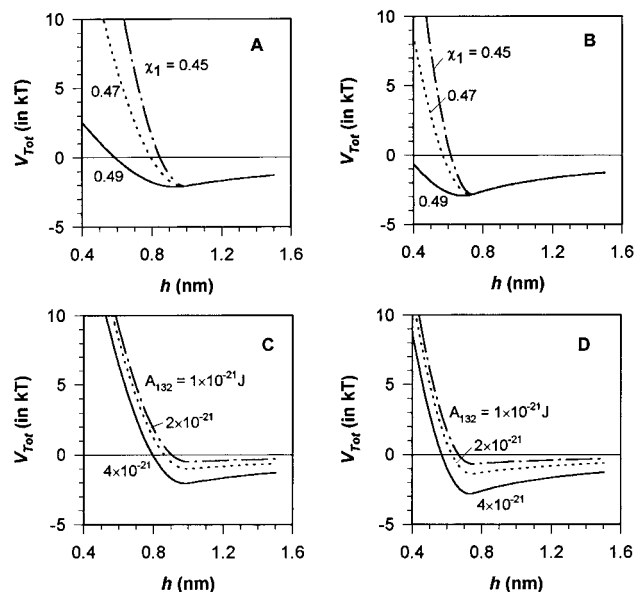 A
10
5
0
-5
V_Tot (in kT)
χ₁ = 0.45
0.47
0.49
0.4 0.8 1.2 1.6
h (nm)
B
10
5
0
-5
V_Tot (in kT)
χ₁ = 0.45
0.47
0.49
0.4 0.8 1.2 1.6
h (nm)
C
10
5
0
-5
V_Tot (in kT)
A₁₃₂ = 1×10⁻²¹J
2×10⁻²¹
4×10⁻²¹
0.4 0.8 1.2 1.6
h (nm)
D
10
5
0
-5
V_Tot (in kT)
A₁₃₂ = 1×10⁻²¹J
2×10⁻²¹
4×10⁻²¹
0.4 0.8 1.2 1.6
h (nm)